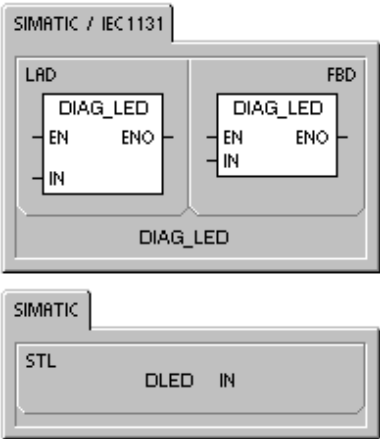 SIMATIC / IEC1131
LAD FBD
DIAG_LED DIAG_LED
EN ENO EN ENO
IN
IN
DIAG_LED
SIMATIC
STL
DLED IN